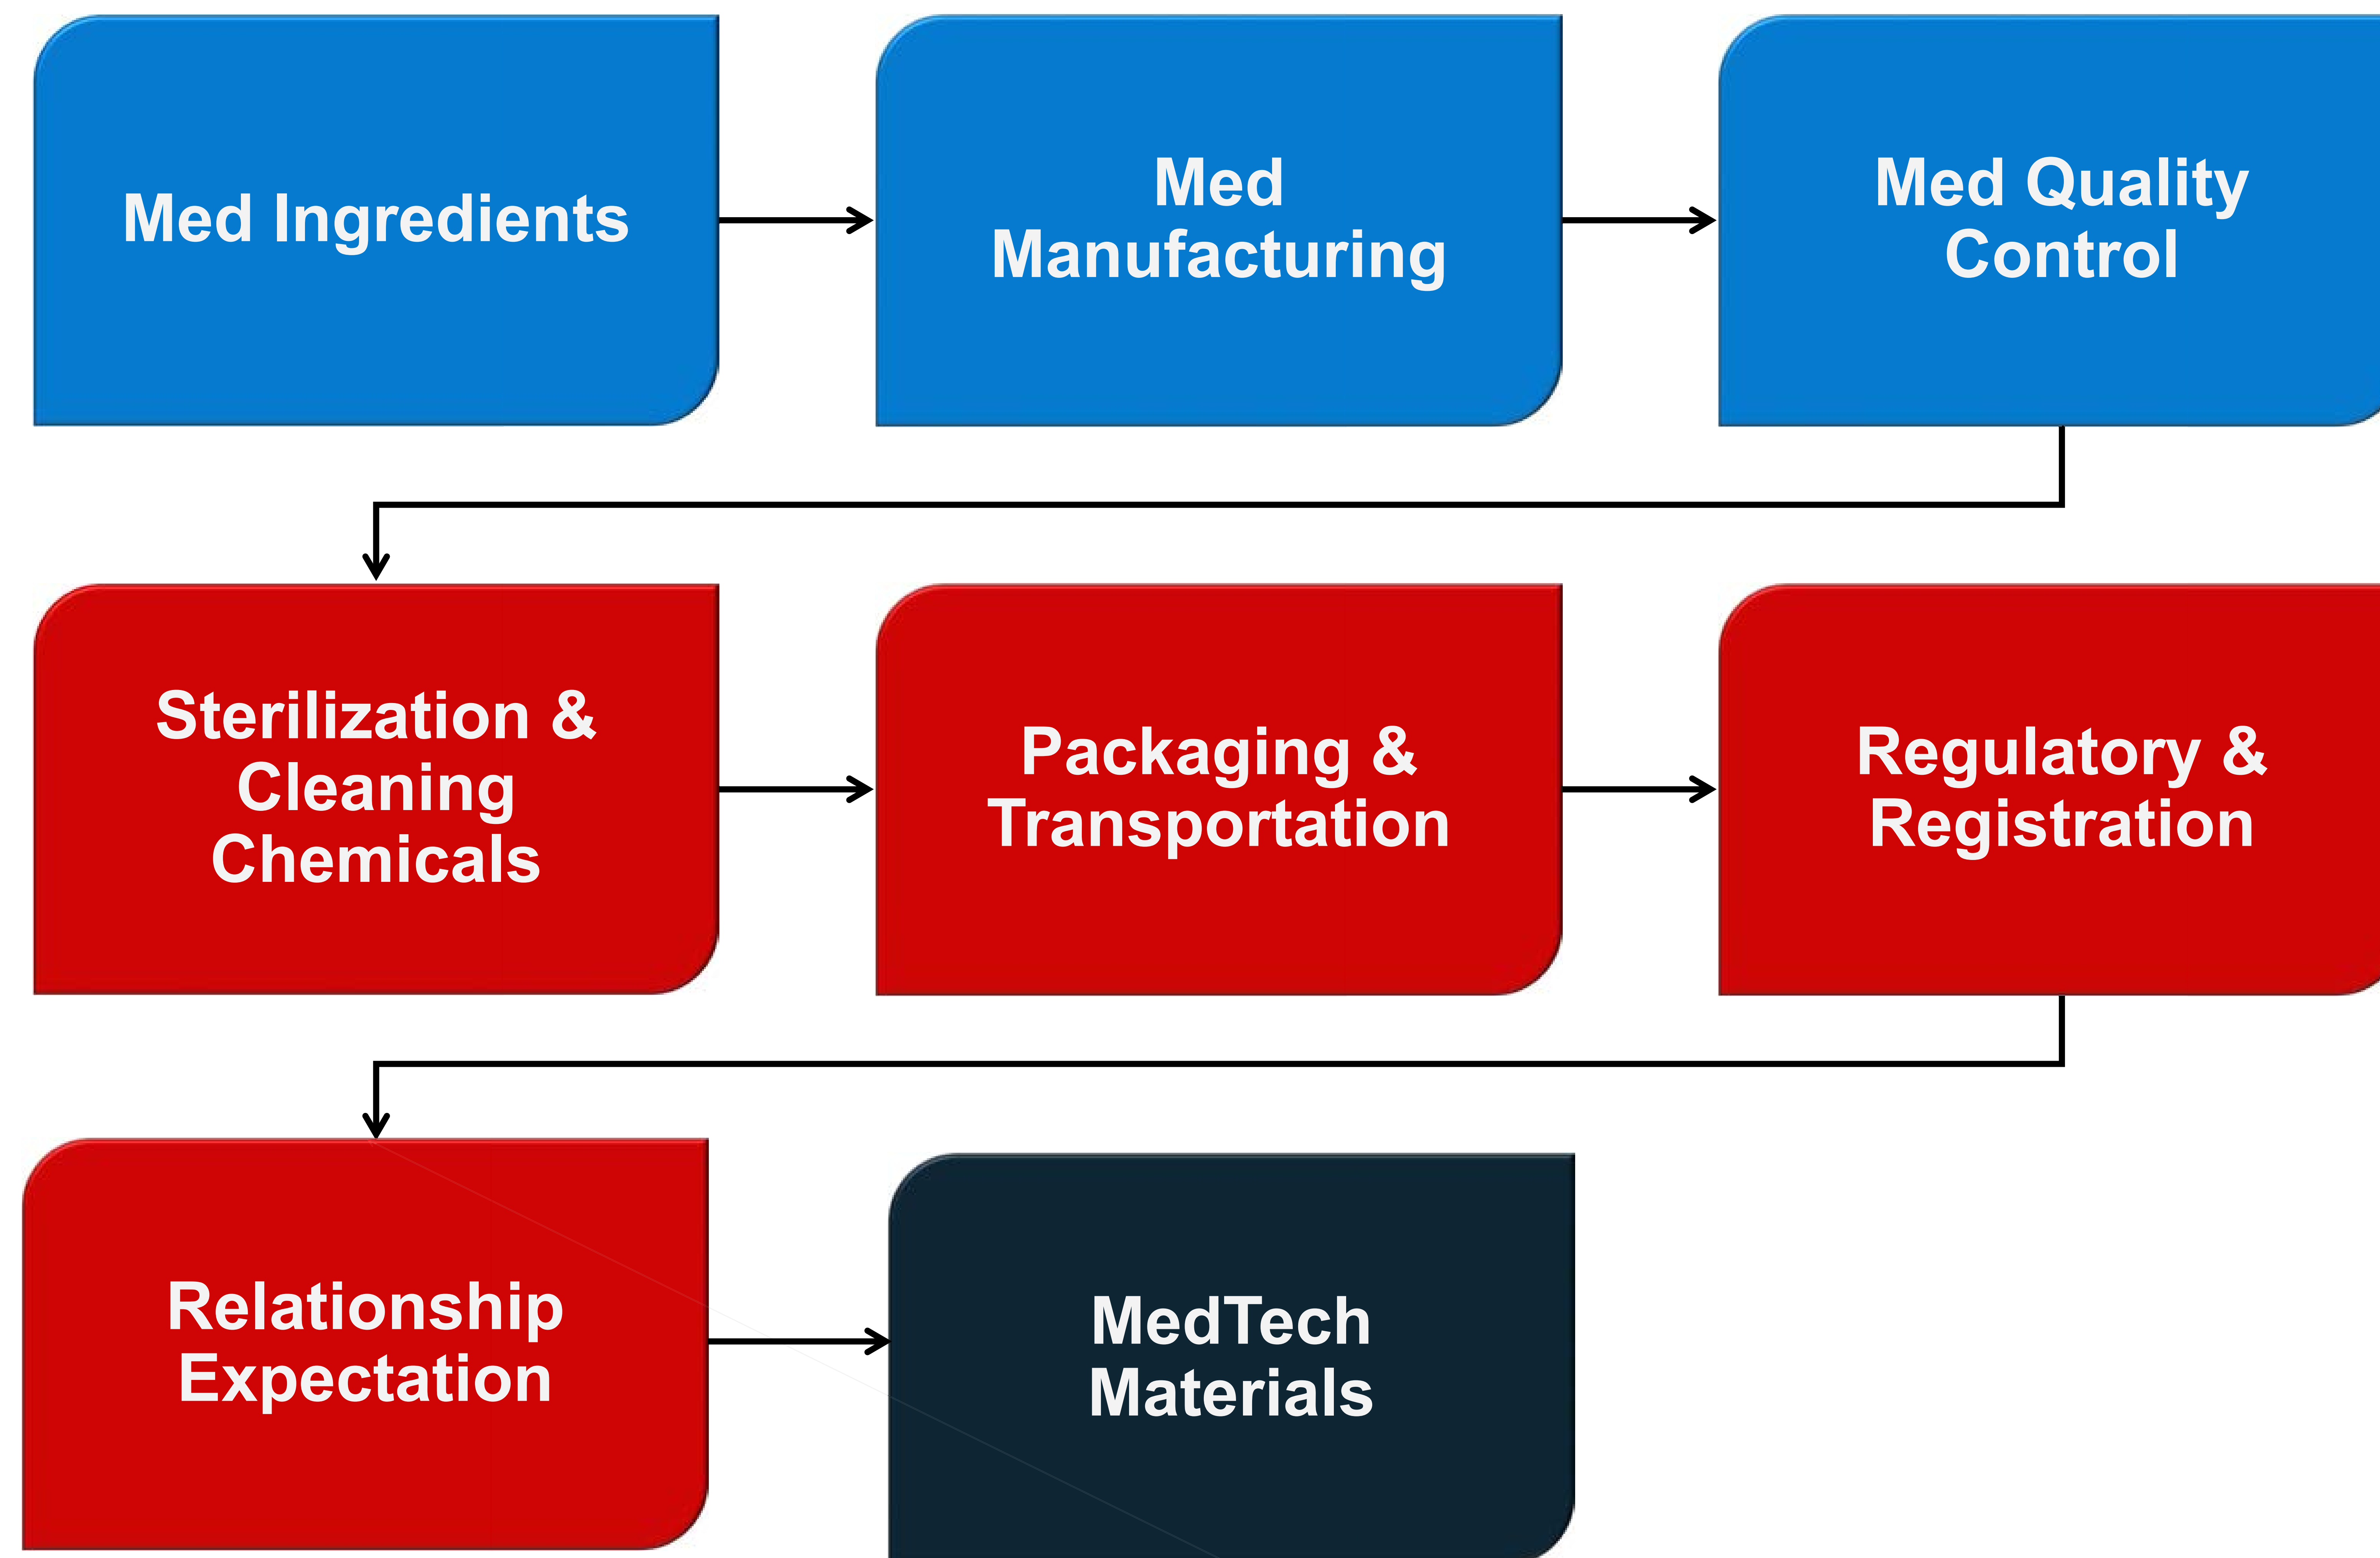 Med Ingredients
Med
Manufacturing
Med Quality
Control
Sterilization &
Cleaning
Chemicals
Packaging &
Transportation
Regulatory &
Registration
Relationship
Expectation
MedTech
Materials